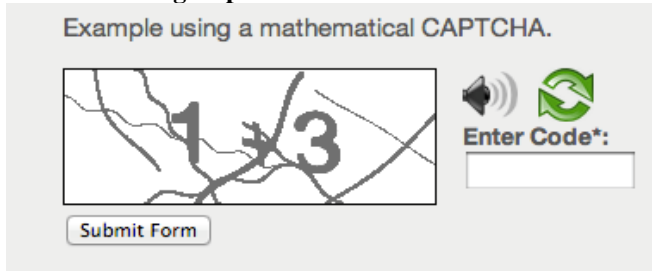 Example using a mathematical CAPTCHA.
1 3
Enter Code*:
Submit Form